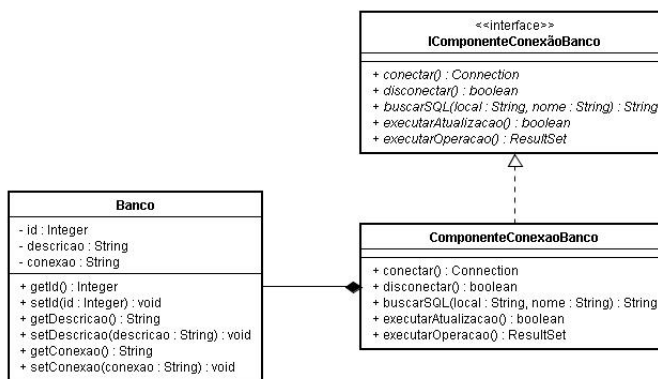 <<interface>>
IComponenteConexãoBanco
+ conectar() : Connection
+ disconectar() : boolean
+ buscarSQL(local : String, nome : String) : String
+ executarAtualizacao() : boolean
+ executarOperacao() : ResultSet
Banco
- id : Integer
- descricao : String
- conexao : String
+ getId() : Integer
+ setId(id : Integer) : void
+ getDescricao() : String
+ setDescricao(descricao : String) : void
+ getConexao() : String
+ setConexao(conexao : String) : void
ComponenteConexaoBanco
+ conectar() : Connection
+ disconectar() : boolean
+ buscarSQL(local : String, nome : String) : String
+ executarAtualizacao() : boolean
+ executarOperacao() : ResultSet